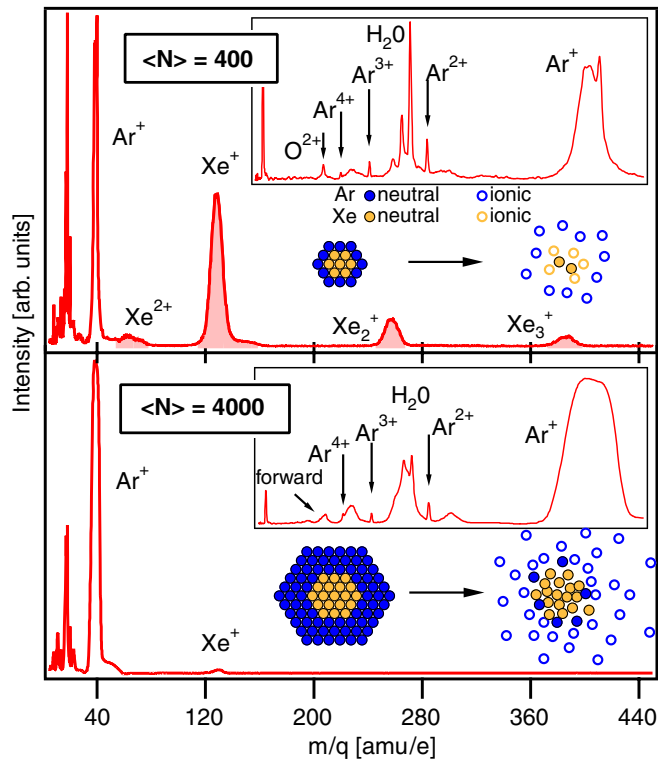 <N> = 400
H₂0
Ar³⁺
Ar²⁺
Ar⁺
Ar⁴⁺
O²⁺
Ar⁺
Xe⁺
Ar neutral ionic
Xe neutral ionic
Xe²⁺
Xe₂⁺
Xe₃⁺
Intensity [arb. units]
<N> = 4000
H₂0
Ar⁴⁺
Ar³⁺
Ar²⁺
Ar⁺
forward
Ar⁺
Xe⁺
40 120 200 280 360 440
m/q [amu/e]